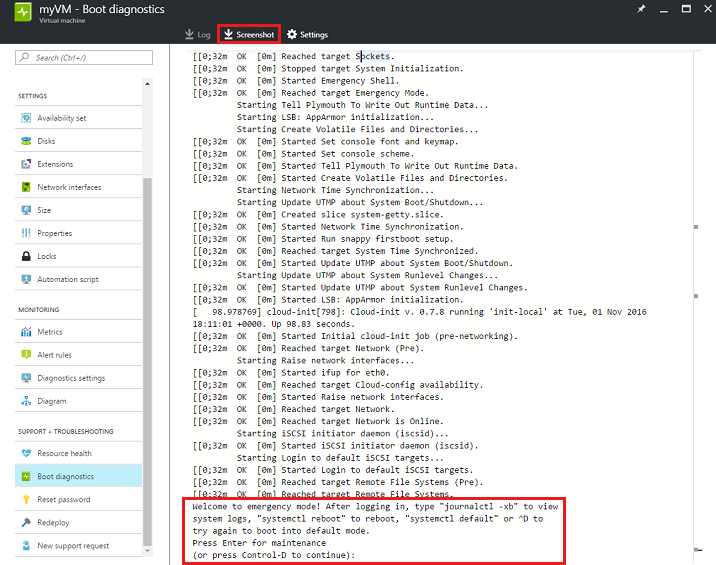 myVM - Boot diagnostics
Virtual machine
Log
Screenshot
Settings
Search (Ctrl+/)
SETTINGS
Availability set
Disks
Extensions
Network interfaces
Size
Properties
Locks
Automation script
MONITORING
Metrics
Alert rules
Diagnostics settings
Diagram
SUPPORT + TROUBLESHOOTING
Resource health
Boot diagnostics
Reset password
Redeploy
New support request
[[0;32m  OK  [0m] Reached target Sockets.
[[0;32m  OK  [0m] Stopped target System Initialization.
[[0;32m  OK  [0m] Started Emergency Shell.
[[0;32m  OK  [0m] Reached target Emergency Mode.
Starting Tell Plymouth To Write Out Runtime Data...
Starting LSB: AppArmor initialization...
Starting Create Volatile Files and Directories...
[[0;32m  OK  [0m] Started Set console font and keymap.
[[0;32m  OK  [0m] Started Set console scheme.
[[0;32m  OK  [0m] Started Tell Plymouth To Write Out Runtime Data.
[[0;32m  OK  [0m] Started Create Volatile Files and Directories.
Starting Network Time Synchronization...
Starting Update UTMP about System Boot/Shutdown...
[[0;32m  OK  [0m] Created slice system-getty.slice.
[[0;32m  OK  [0m] Started Network Time Synchronization.
[[0;32m  OK  [0m] Started Run snappy firstboot setup.
[[0;32m  OK  [0m] Reached target System Time Synchronized.
[[0;32m  OK  [0m] Started Update UTMP about System Boot/Shutdown.
Starting Update UTMP about System Runlevel Changes...
[[0;32m  OK  [0m] Started Update UTMP about System Runlevel Changes.
[[0;32m  OK  [0m] Started LSB: AppArmor initialization.
[   98.978769] cloud-init[798]: Cloud-init v. 0.7.8 running 'init-local' at Tue, 01 Nov 2016
18:11:01 +0000. Up 98.83 seconds.
[[0;32m  OK  [0m] Started Initial cloud-init job (pre-networking).
[[0;32m  OK  [0m] Reached target Network (Pre).
Starting Raise network interfaces...
[[0;32m  OK  [0m] Started ifup for eth0.
[[0;32m  OK  [0m] Reached target Cloud-config availability.
[[0;32m  OK  [0m] Started Raise network interfaces.
[[0;32m  OK  [0m] Reached target Network.
[[0;32m  OK  [0m] Reached target Network is Online.
Starting iSCSI initiator daemon (iscsid)...
[[0;32m  OK  [0m] Started iSCSI initiator daemon (iscsid).
Starting Login to default iSCSI targets...
[[0;32m  OK  [0m] Started Login to default iSCSI targets.
[[0;32m  OK  [0m] Reached target Remote File Systems (Pre).
[[0;32m  OK  [0m] Reached target Remote File Systems.
Welcome to emergency mode! After logging in, type "journalctl -xb" to view
system logs, "systemctl reboot" to reboot, "systemctl default" or ^D to
try again to boot into default mode.
Press Enter for maintenance
(or press Control-D to continue):